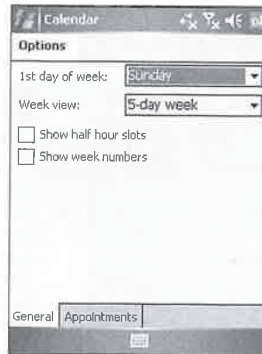 Calendar
ok
Options
1st day of week: Sunday
Week view: 5-day week
Show half hour slots
Show week numbers
General Appointments